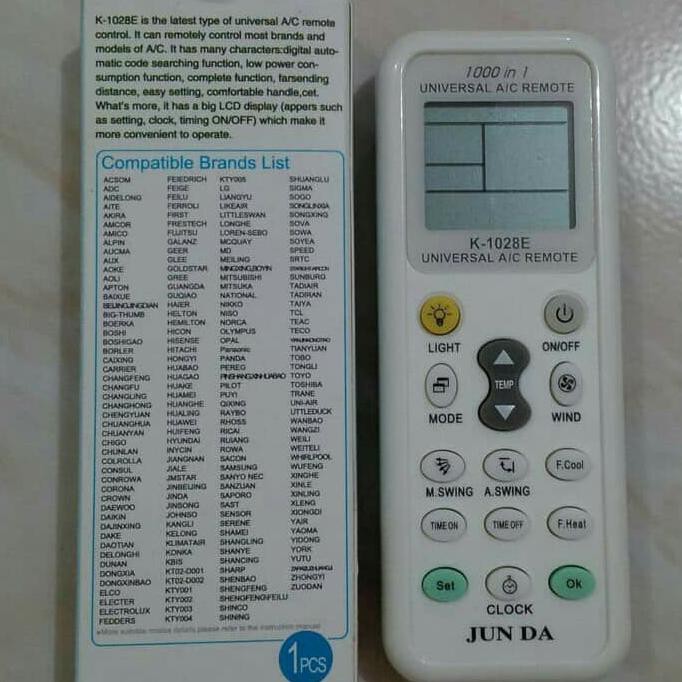 K-1028E is the latest type of universal A/C remote
control. It can remotely control most brands and
models of A/C. It has many characters:digital auto-
matic code searching function, low power con-
sumption function, complete function, farsending
distance, easy setting, comfortable handle,cet.
What's more, it has a big LCD display (appers such
as setting, clock, timing ON/OFF) which make it
more convenient to operate.
Compatible Brands List
ACSOM
ADC
AIDELONG
AITE
AKIRA
AMCOR
AMICO
ALPIN
AUCMA
AUX
AOKE
AOLI
APTON
BAIXUE
BEIJINGJINGDIAN
BIG-THUMB
BOERKA
BOSHI
BOSHIGAO
BORLER
CAIXING
CARRIER
CHANGFENG
CHANGFU
CHANGLING
CHANGHONG
CHENGYUAN
CHUANGHUA
CHUANYAN
CHIGO
CHUNLAN
COLROLLA
CONSUL
CONROWA
CORONA
CROWN
DAEWOO
DAIKIN
DAJINXING
DAKE
DAOTIAN
DELONGHI
DUNAN
DONGXIA
DONGXINBAO
ELCO
ELECTER
ELECTROLUX
FEDDERS
FEIEDRICH
FEIGE
FEILU
FERROLI
FIRST
FRESTECH
FUJITSU
GALANZ
GEER
GLEE
GOLDSTAR
GREE
GUANGDA
GUQIAO
HAIER
HELTON
HEMILTON
HICON
HISENSE
HITACHI
HONGYI
HUABAO
HUAGAO
HUAKE
HUAMEI
HUANGHE
HUALING
HUAWEI
HUIFENG
HYUNDAI
INYCIN
JIANGNAN
JIALE
JMSTAR
JINBEIJING
JINDA
JINSONG
JOHNSO
KANGLI
KELONG
KLIMATAIR
KONKA
KBIS
KT02-D001
KT02-D002
KTY001
KTY002
KTY003
KTY004
KTY005
LG
LIANGYU
LIKEAIR
LITTLESWAN
LONGHE
LOREN-SEBO
MCQUAY
MD
MEILING
MITSUBISHI
MITSUKA
NATIONAL
NIKKO
NISO
NORCA
OLYMPUS
OPAL
Panasonic
PANDA
PEREG
PILOT
PUYI
QIXING
RAYBO
RHOSS
RICAI
RUIANG
ROWA
SACON
SAMSUNG
SANYO NEC
SANZUAN
SAPORO
SAST
SENSOR
SERENE
SHAMEI
SHANGLING
SHANYE
SHANCING
SHARP
SHENBAO
SHENGFENG
SHENGFENGHFEILU
SHINCO
SHINING
SHUANGLU
SIGMA
SOGO
SONGLINXIA
SONGXING
SOVA
SOWA
SOYEA
SPEED
SRTC
SUNBURG
TADIAIR
TADIRAN
TAIYA
TCL
TEAC
TECO
TIANYUAN
TOBO
TONGLI
TOYO
TOSHIBA
TRANE
UNI-AIR
UTTLEDUCK
WANBAO
WANGZI
WEILI
WEITELI
WHIRLPOOL
WUFENG
XINGHE
XINLE
XINLING
XLENG
XIONGDI
YAIR
YAOMA
YIDONG
YORK
YUTU
ZHONGYI
ZUODAN
※More suitable models details please refer to the instruction manual
1PCS
1000 in 1
UNIVERSAL A/C REMOTE
K-1028E
UNIVERSAL A/C REMOTE
LIGHT
ON/OFF
TEMP
MODE
WIND
M.SWING
A.SWING
F.Cool
TIME ON
TIME OFF
F.Heat
Set
CLOCK
Ok
JUN DA